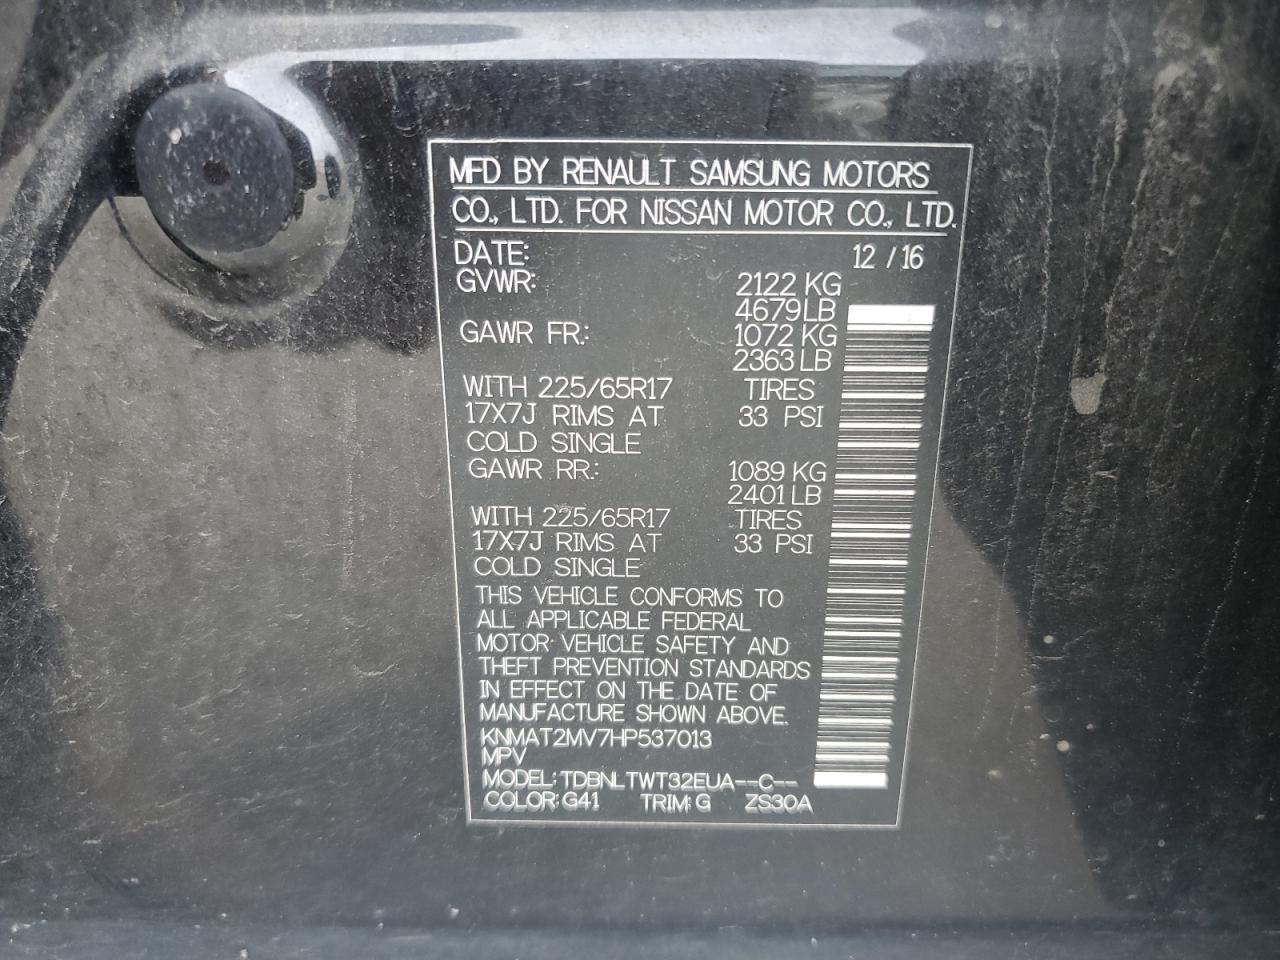 MFD BY RENAULT SAMSUNG MOTORS
CO., LTD. FOR NISSAN MOTOR CO., LTD.
DATE: 12 / 16
GVWR: 2122 KG
4679 LB
GAWR FR.: 1072 KG
2363 LB
WITH 225/65R17 TIRES
17X7J RIMS AT 33 PSI
COLD SINGLE
GAWR RR.: 1089 KG
2401 LB
WITH 225/65R17 TIRES
17X7J RIMS AT 33 PSI
COLD SINGLE
THIS VEHICLE CONFORMS TO
ALL APPLICABLE FEDERAL
MOTOR VEHICLE SAFETY AND
THEFT PREVENTION STANDARDS
IN EFFECT ON THE DATE OF
MANUFACTURE SHOWN ABOVE.
KNMAT2MV7HP537013
MPV
MODEL: TDBNLTWT32EUA--C--
COLOR: G41 TRIM: G ZS30A